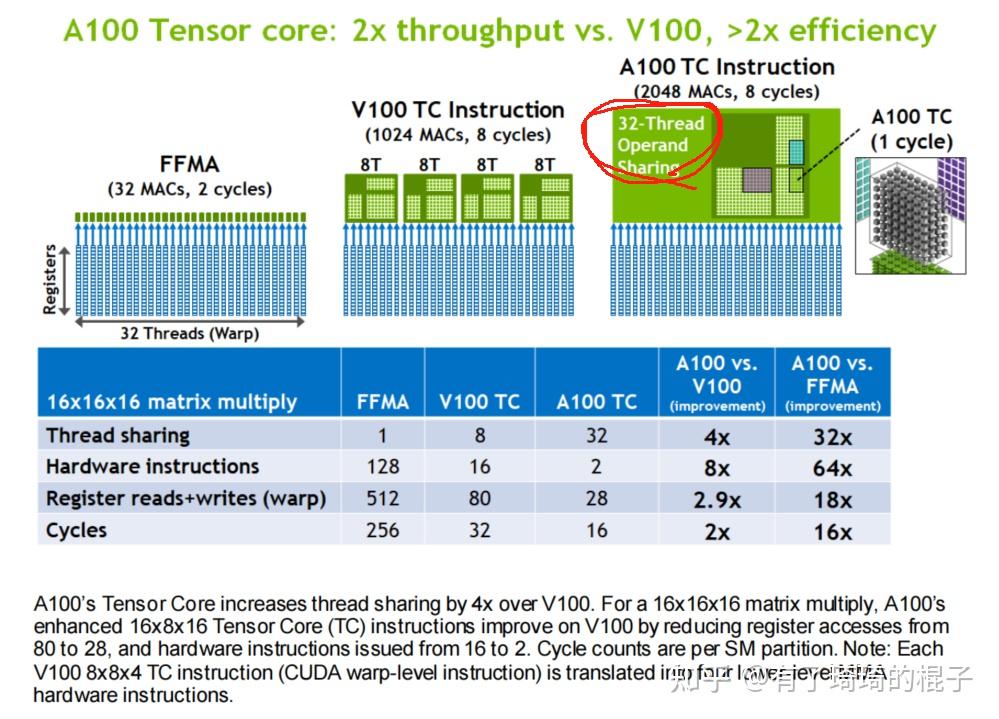 A100 Tensor core: 2x throughput vs. V100, >2x efficiency
FFMA
(32 MACs, 2 cycles)
V100 TC Instruction
(1024 MACs, 8 cycles)
8T 8T 8T 8T
A100 TC Instruction
(2048 MACs, 8 cycles)
32-Thread
Operand
Sharing
A100 TC
(1 cycle)
Registers
32 Threads (Warp)
16x16x16 matrix multiply FFMA V100 TC A100 TC A100 vs. V100 (improvement) A100 vs. FFMA (improvement)
Thread sharing 1 8 32 4x 32x
Hardware instructions 128 16 2 8x 64x
Register reads+writes (warp) 512 80 28 2.9x 18x
Cycles 256 32 16 2x 16x
A100's Tensor Core increases thread sharing by 4x over V100. For a 16x16x16 matrix multiply, A100's
enhanced 16x8x16 Tensor Core (TC) instructions improve on V100 by reducing register accesses from
80 to 28, and hardware instructions issued from 16 to 2. Cycle counts are per SM partition. Note: Each
V100 8x8x4 TC instruction (CUDA warp-level instruction) is translated into four lower-level MMA
hardware instructions.
知乎 @有了琦琦的棍子